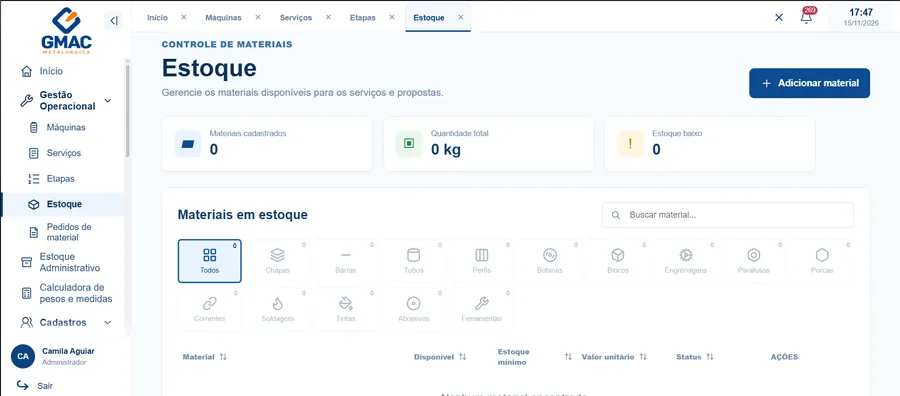 GMAC
METALÚRGICA
Início
Máquinas
Serviços
Etapas
Estoque
269
17:47
15/11/2026
Início
Gestão
Operacional
Máquinas
Serviços
Etapas
Estoque
Pedidos de
material
Estoque
Administrativo
Calculadora de
pesos e medidas
Cadastros
CA
Camila Aguiar
Administrador
Sair
CONTROLE DE MATERIAIS
Estoque
Gerencie os materiais disponíveis para os serviços e propostas.
Adicionar material
Materiais cadastrados
0
Quantidade total
0 kg
Estoque baixo
0
Materiais em estoque
Buscar material...
0
Todos
0
Chapas
0
Barras
0
Tubos
0
Perfis
0
Bobinas
0
Blocos
0
Engrenagens
0
Parafusos
0
Porcas
0
Correntes
0
Soldagem
0
Tintas
0
Abrasivos
0
Ferramentas
Material
Disponível
Estoque
mínimo
Valor unitário
Status
AÇÕES